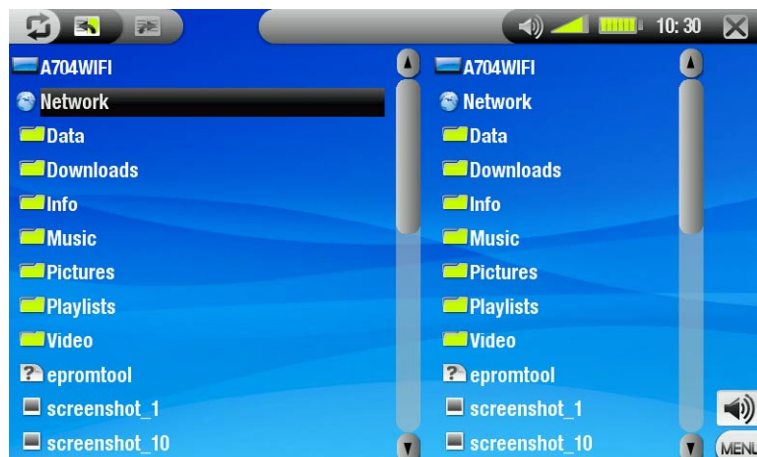 10:30
A704WIFI
Network
Data
Downloads
Info
Music
Pictures
Playlists
Video
epromtool
screenshot_1
screenshot_10
A704WIFI
Network
Data
Downloads
Info
Music
Pictures
Playlists
Video
epromtool
screenshot_1
screenshot_10
MENU